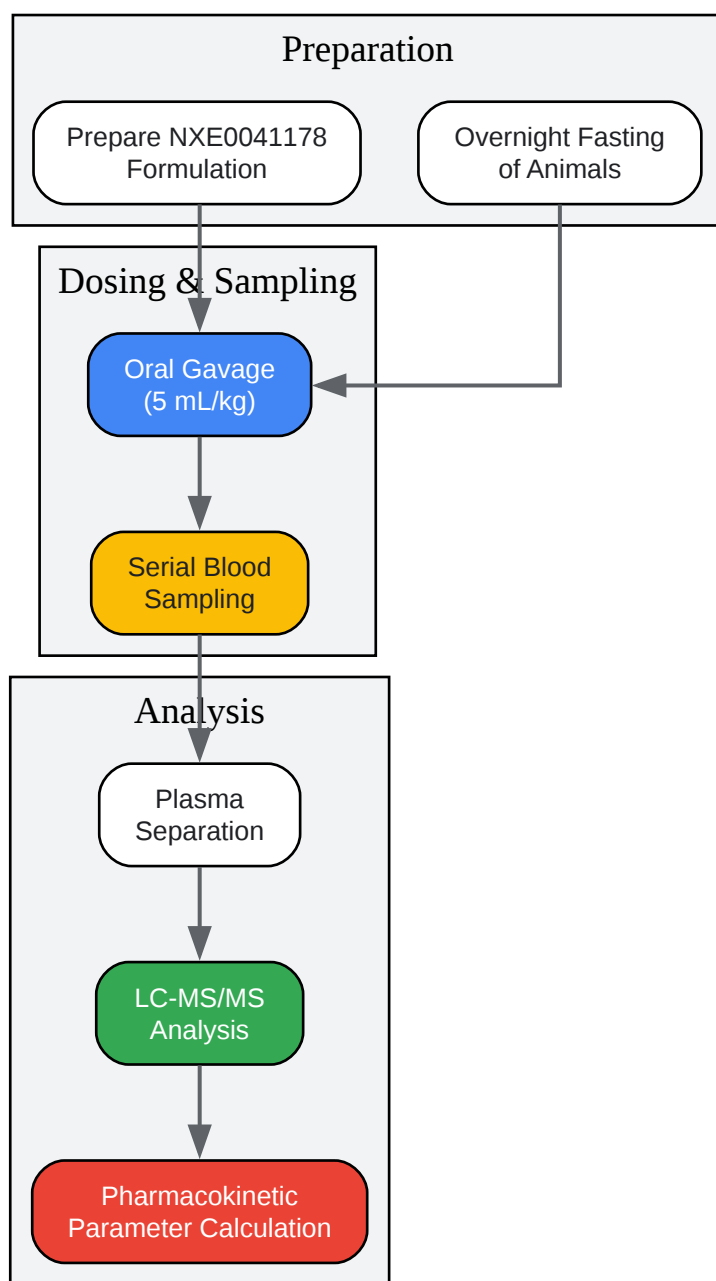 Preparation
Prepare NXE0041178
Formulation
Overnight Fasting
of Animals
Dosing & Sampling
Oral Gavage
(5 mL/kg)
Serial Blood
Sampling
Analysis
Plasma
Separation
LC-MS/MS
Analysis
Pharmacokinetic
Parameter Calculation